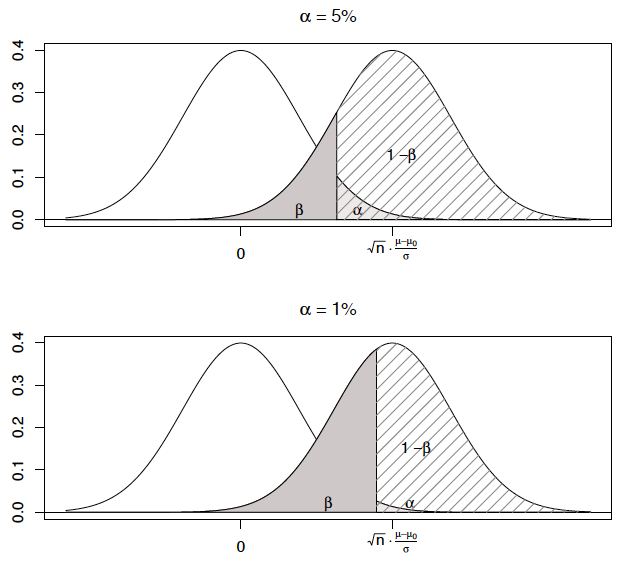 α = 5%
0.4
0.3
0.2
0.1
0.0
1 −β
β
α
0
√n · μ−μ₀/σ
α = 1%
0.4
0.3
0.2
0.1
0.0
1 −β
β
α
0
√n · μ−μ₀/σ